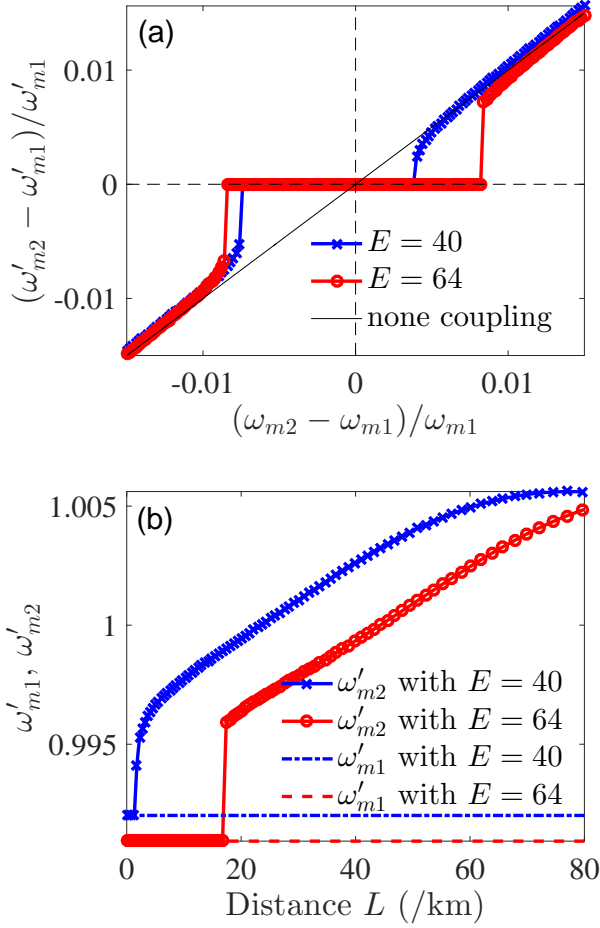 (a)
0.01
0
-0.01
(ω′m2 − ω′m1)/ω′m1
E = 40
E = 64
none coupling
-0.01 0 0.01
(ωm2 − ωm1)/ωm1
(b)
1.005
1
0.995
ω′m1, ω′m2
ω′m2 with E = 40
ω′m2 with E = 64
ω′m1 with E = 40
ω′m1 with E = 64
0 20 40 60 80
Distance L (/km)